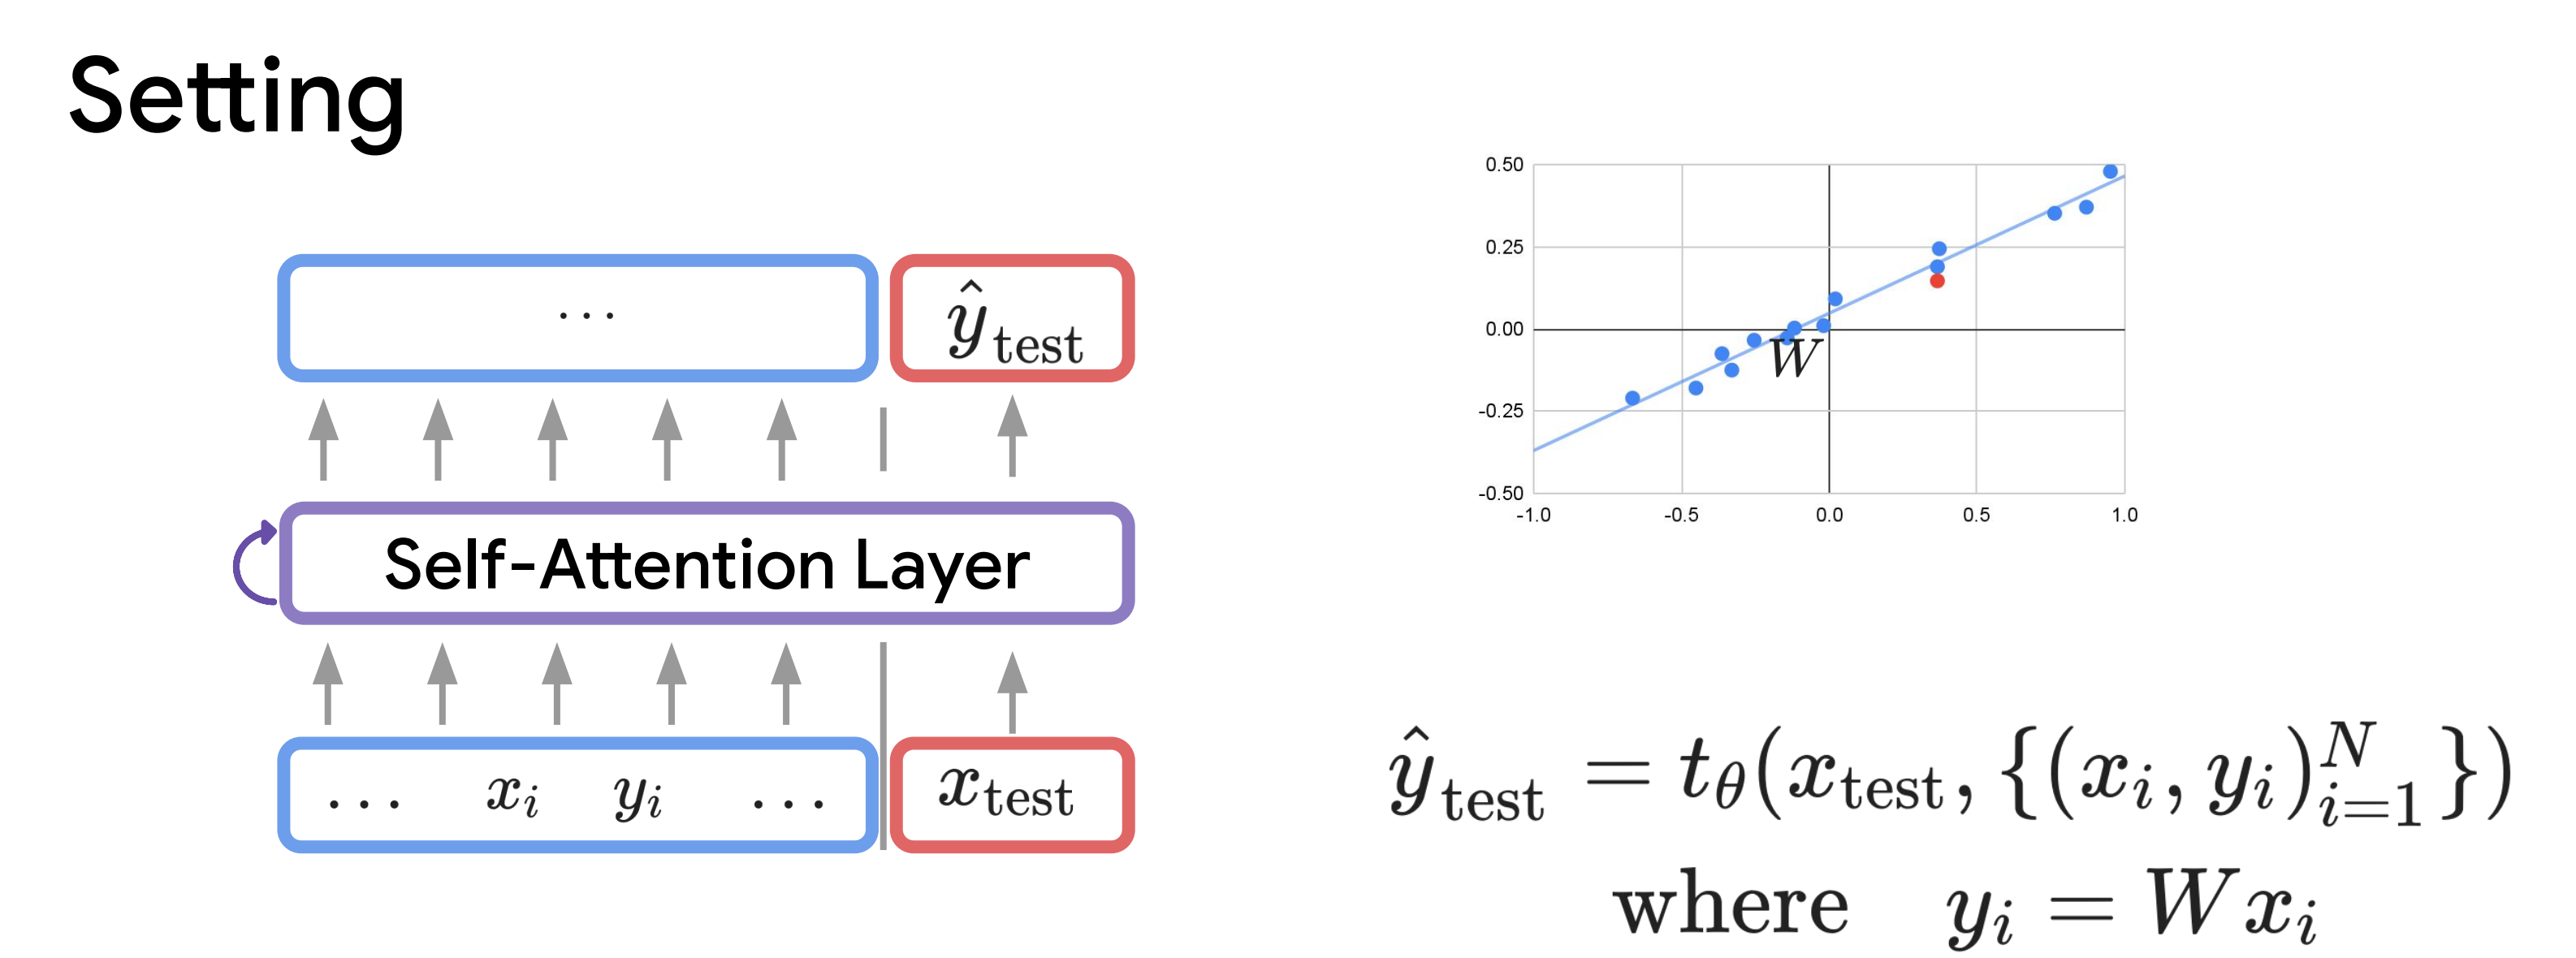 Setting
...
ŷ_test
Self-Attention Layer
... x_i y_i ...
x_test
0.50
0.25
0.00
-0.25
-0.50
W
-1.0 -0.5 0.0 0.5 1.0
ŷ_test = t_θ(x_test, {(x_i, y_i)_{i=1}^N})
where y_i = Wx_i